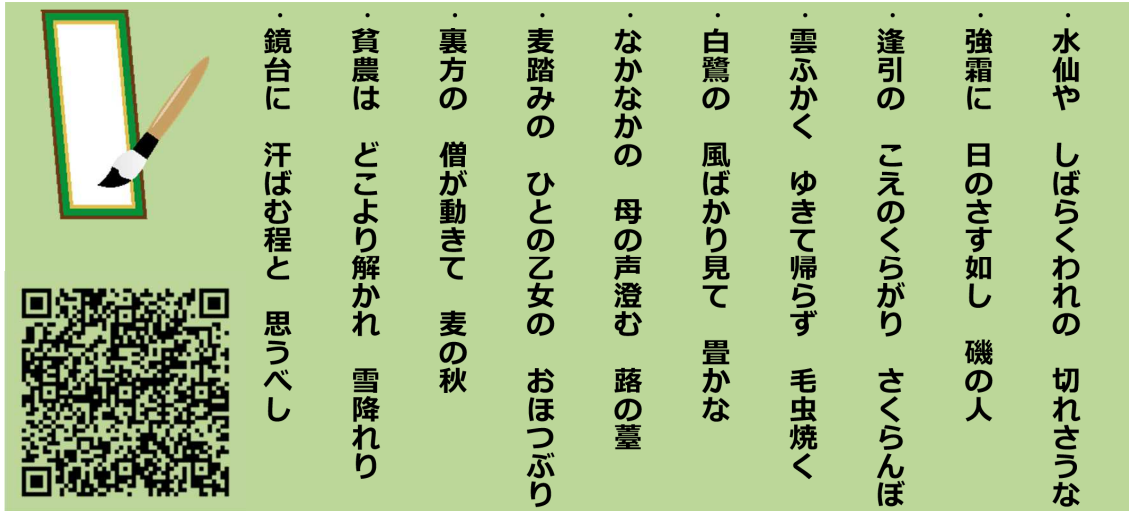 ・水仙や　しばらくわれの　切れさうな
・強霜に　日のさす如し　磯の人
・逢引の　こえのくらがり　さくらんぼ
・雲ふかく　ゆきて帰らず　毛虫焼く
・白鷺の　風ばかり見て　畳かな
・なかなかの　母の声澄む　蕗の薹
・麦踏みの　ひとの乙女の　おほつぶり
・裏方の　僧が動きて　麦の秋
・貧農は　どこより解かれ　雪降れり
・鏡台に　汗ばむ程と　思うべし